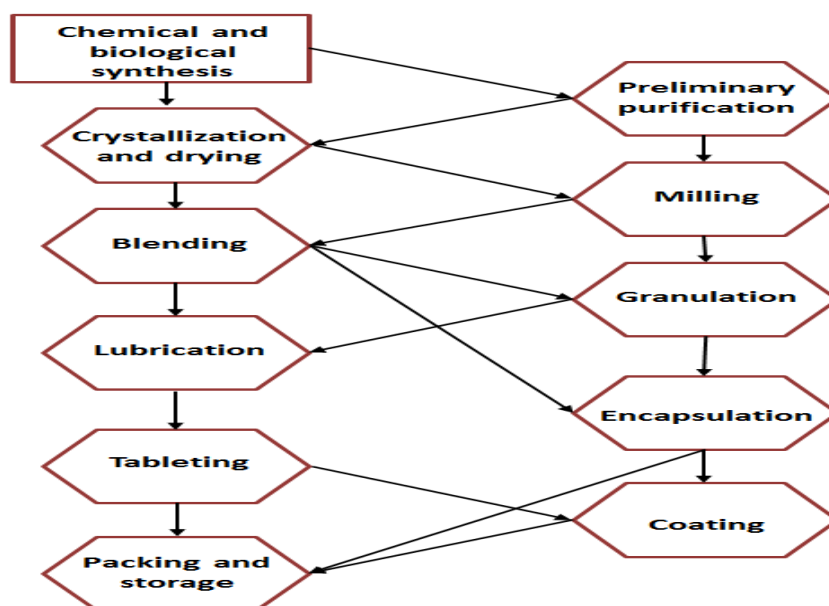 Chemical and
biological
synthesis
Preliminary
purification
Crystallization
and drying
Milling
Blending
Granulation
Lubrication
Encapsulation
Tableting
Coating
Packing and
storage